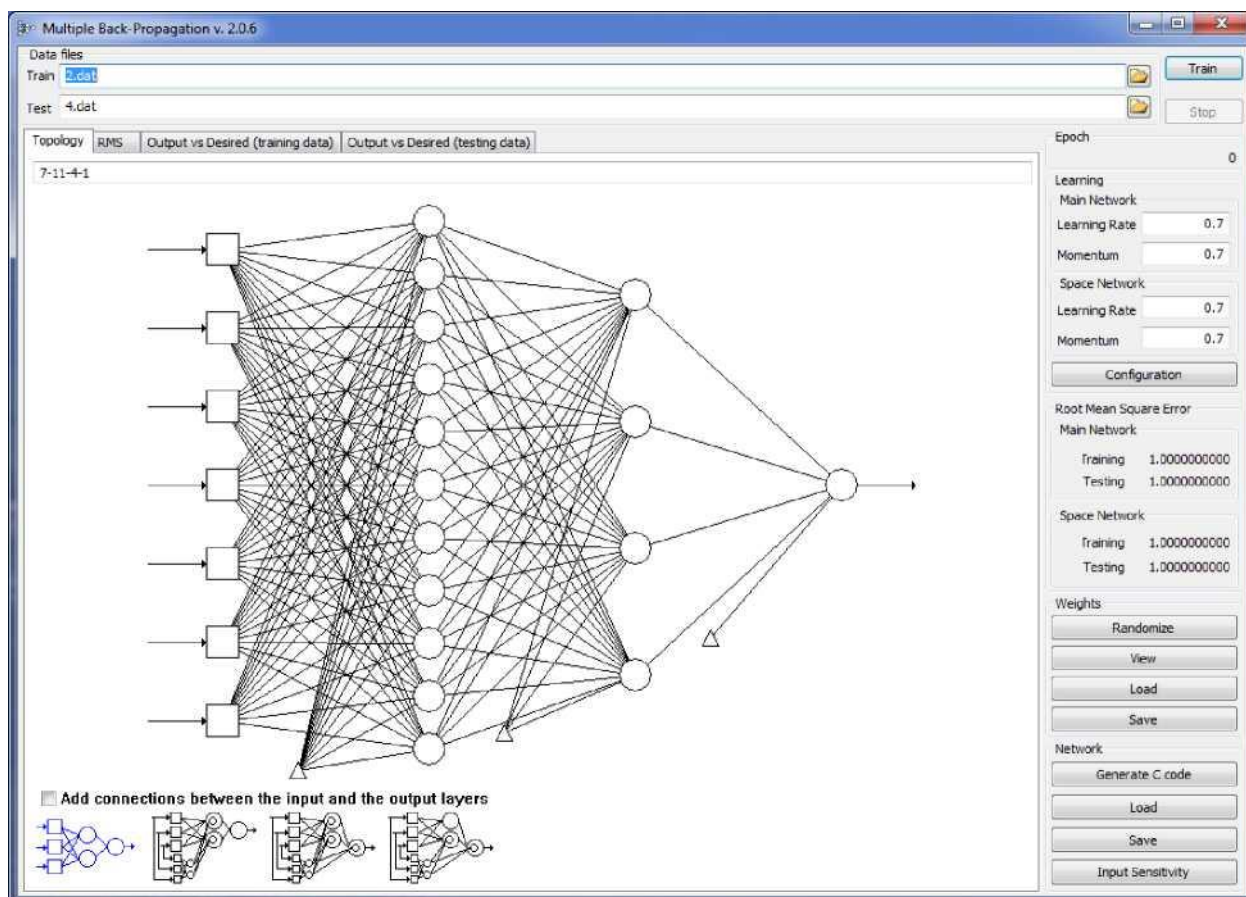 Multiple Back-Propagation v. 2.0.6
Data files
Train 2.dat
Train
Test 4.dat
Stop
Topology RMS Output vs Desired (training data) Output vs Desired (testing data)
7-11-4-1
Add connections between the input and the output layers
Epoch
0
Learning
Main Network
Learning Rate 0.7
Momentum 0.7
Space Network
Learning Rate 0.7
Momentum 0.7
Configuration
Root Mean Square Error
Main Network
Training 1.0000000000
Testing 1.0000000000
Space Network
Training 1.0000000000
Testing 1.0000000000
Weights
Randomize
View
Load
Save
Network
Generate C code
Load
Save
Input Sensitivity